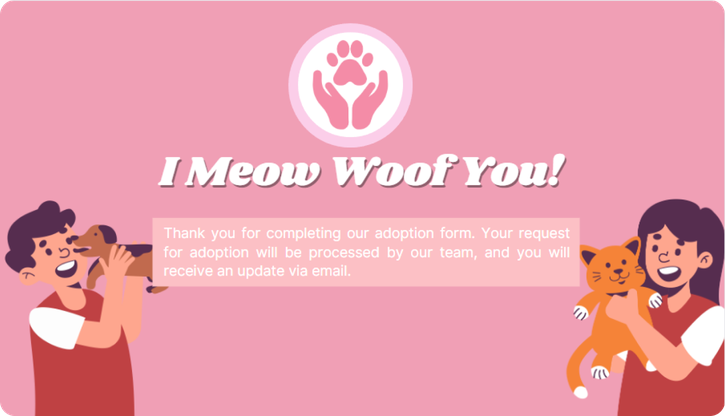 I Meow Woof You!
Thank you for completing our adoption form. Your request
for adoption will be processed by our team, and you will
receive an update via email.